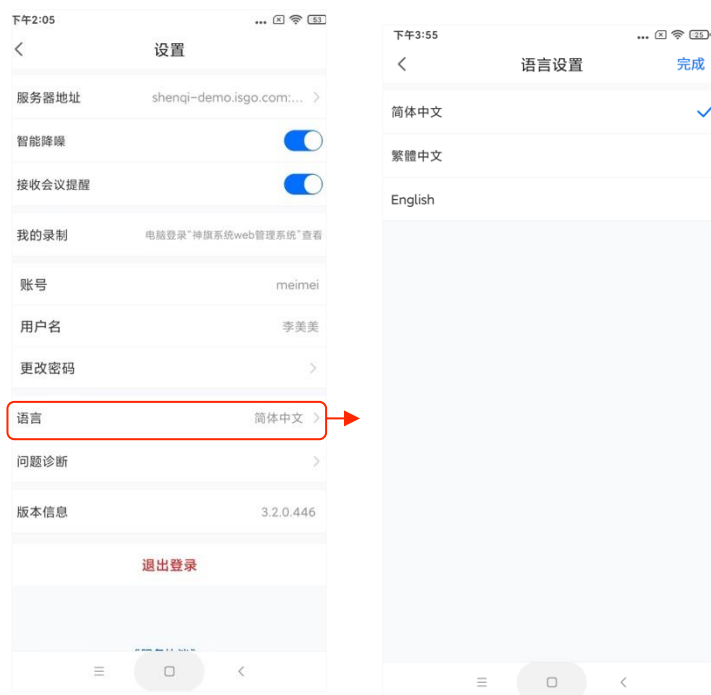 下午2:05
... 53
设置
服务器地址 shenqi-demo.isgo.com:...
智能降噪
接收会议提醒
我的录制 电脑登录"神旗系统web管理系统"查看
账号 meimei
用户名 李美美
更改密码
语言 简体中文
问题诊断
版本信息 3.2.0.446
退出登录
下午3:55
... 25
语言设置 完成
简体中文
繁體中文
English